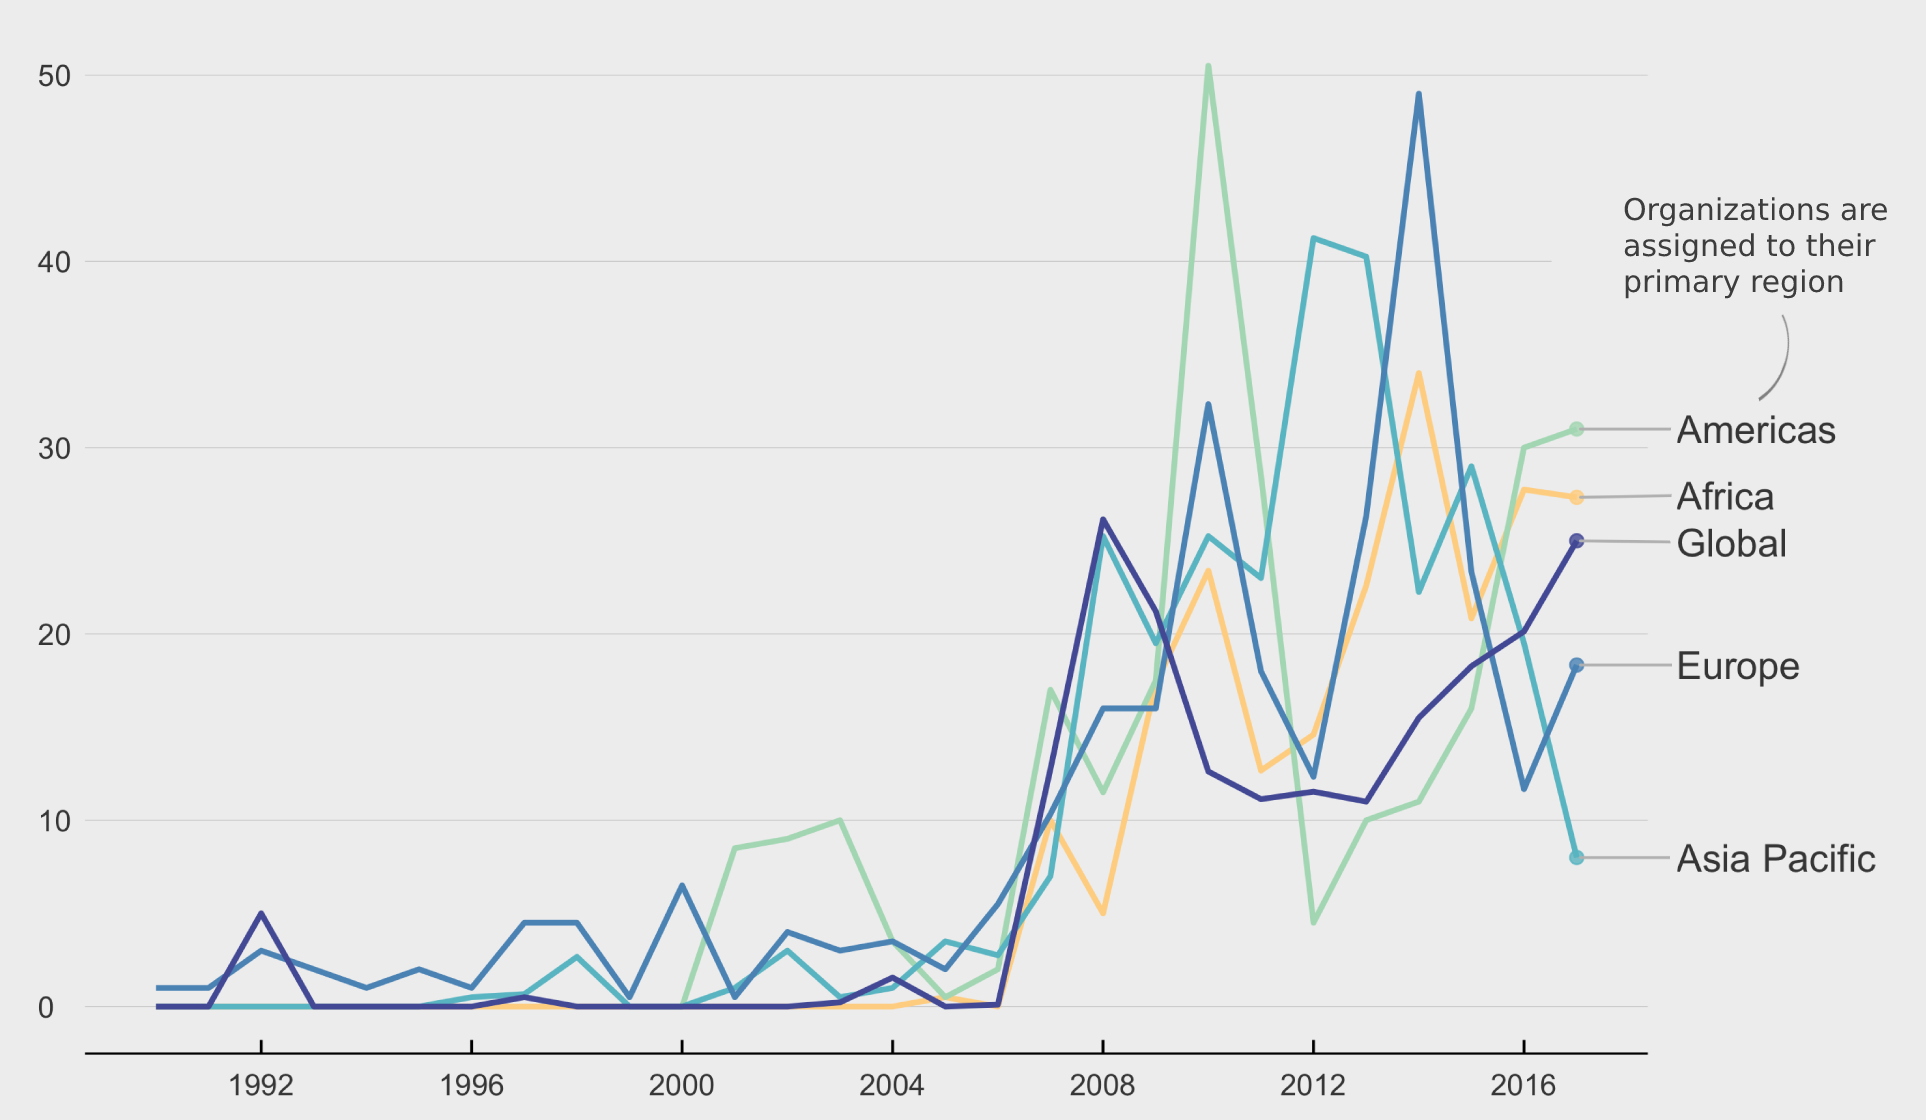 50
40
30
20
10
0
1992 1996 2000 2004 2008 2012 2016
Organizations are
assigned to their
primary region
Americas
Africa
Global
Europe
Asia Pacific